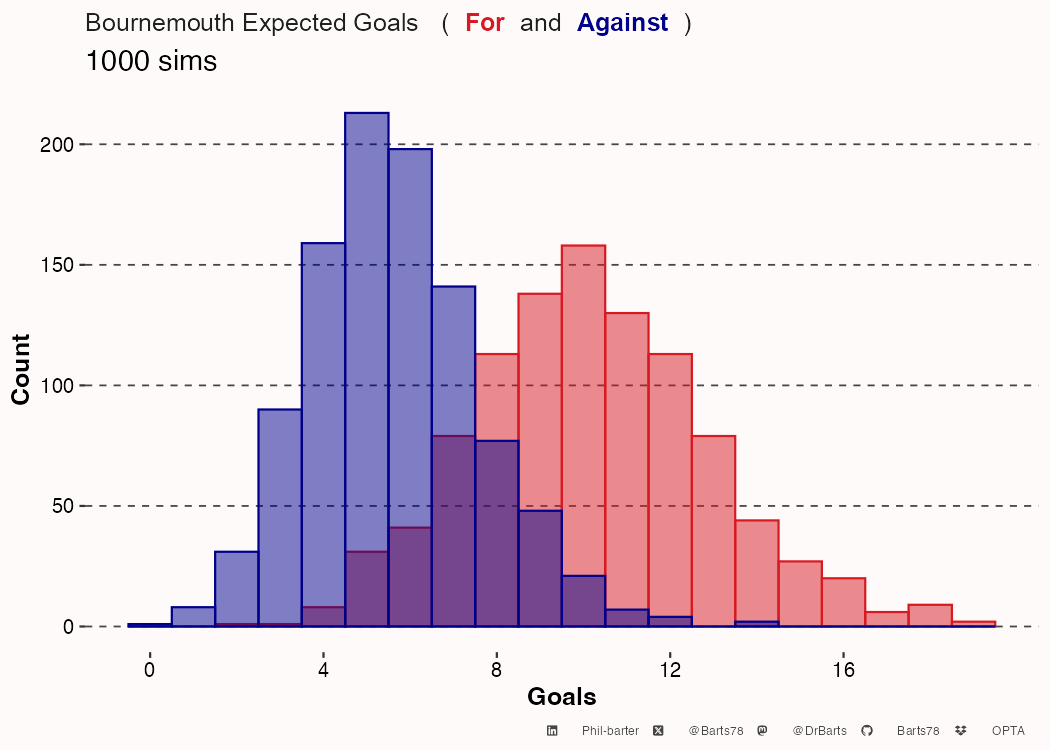 Bournemouth Expected Goals ( For and Against )
1000 sims
200
150
100
50
0
Count
0 4 8 12 16
Goals
Phil-barter @Barts78 @DrBarts Barts78 OPTA